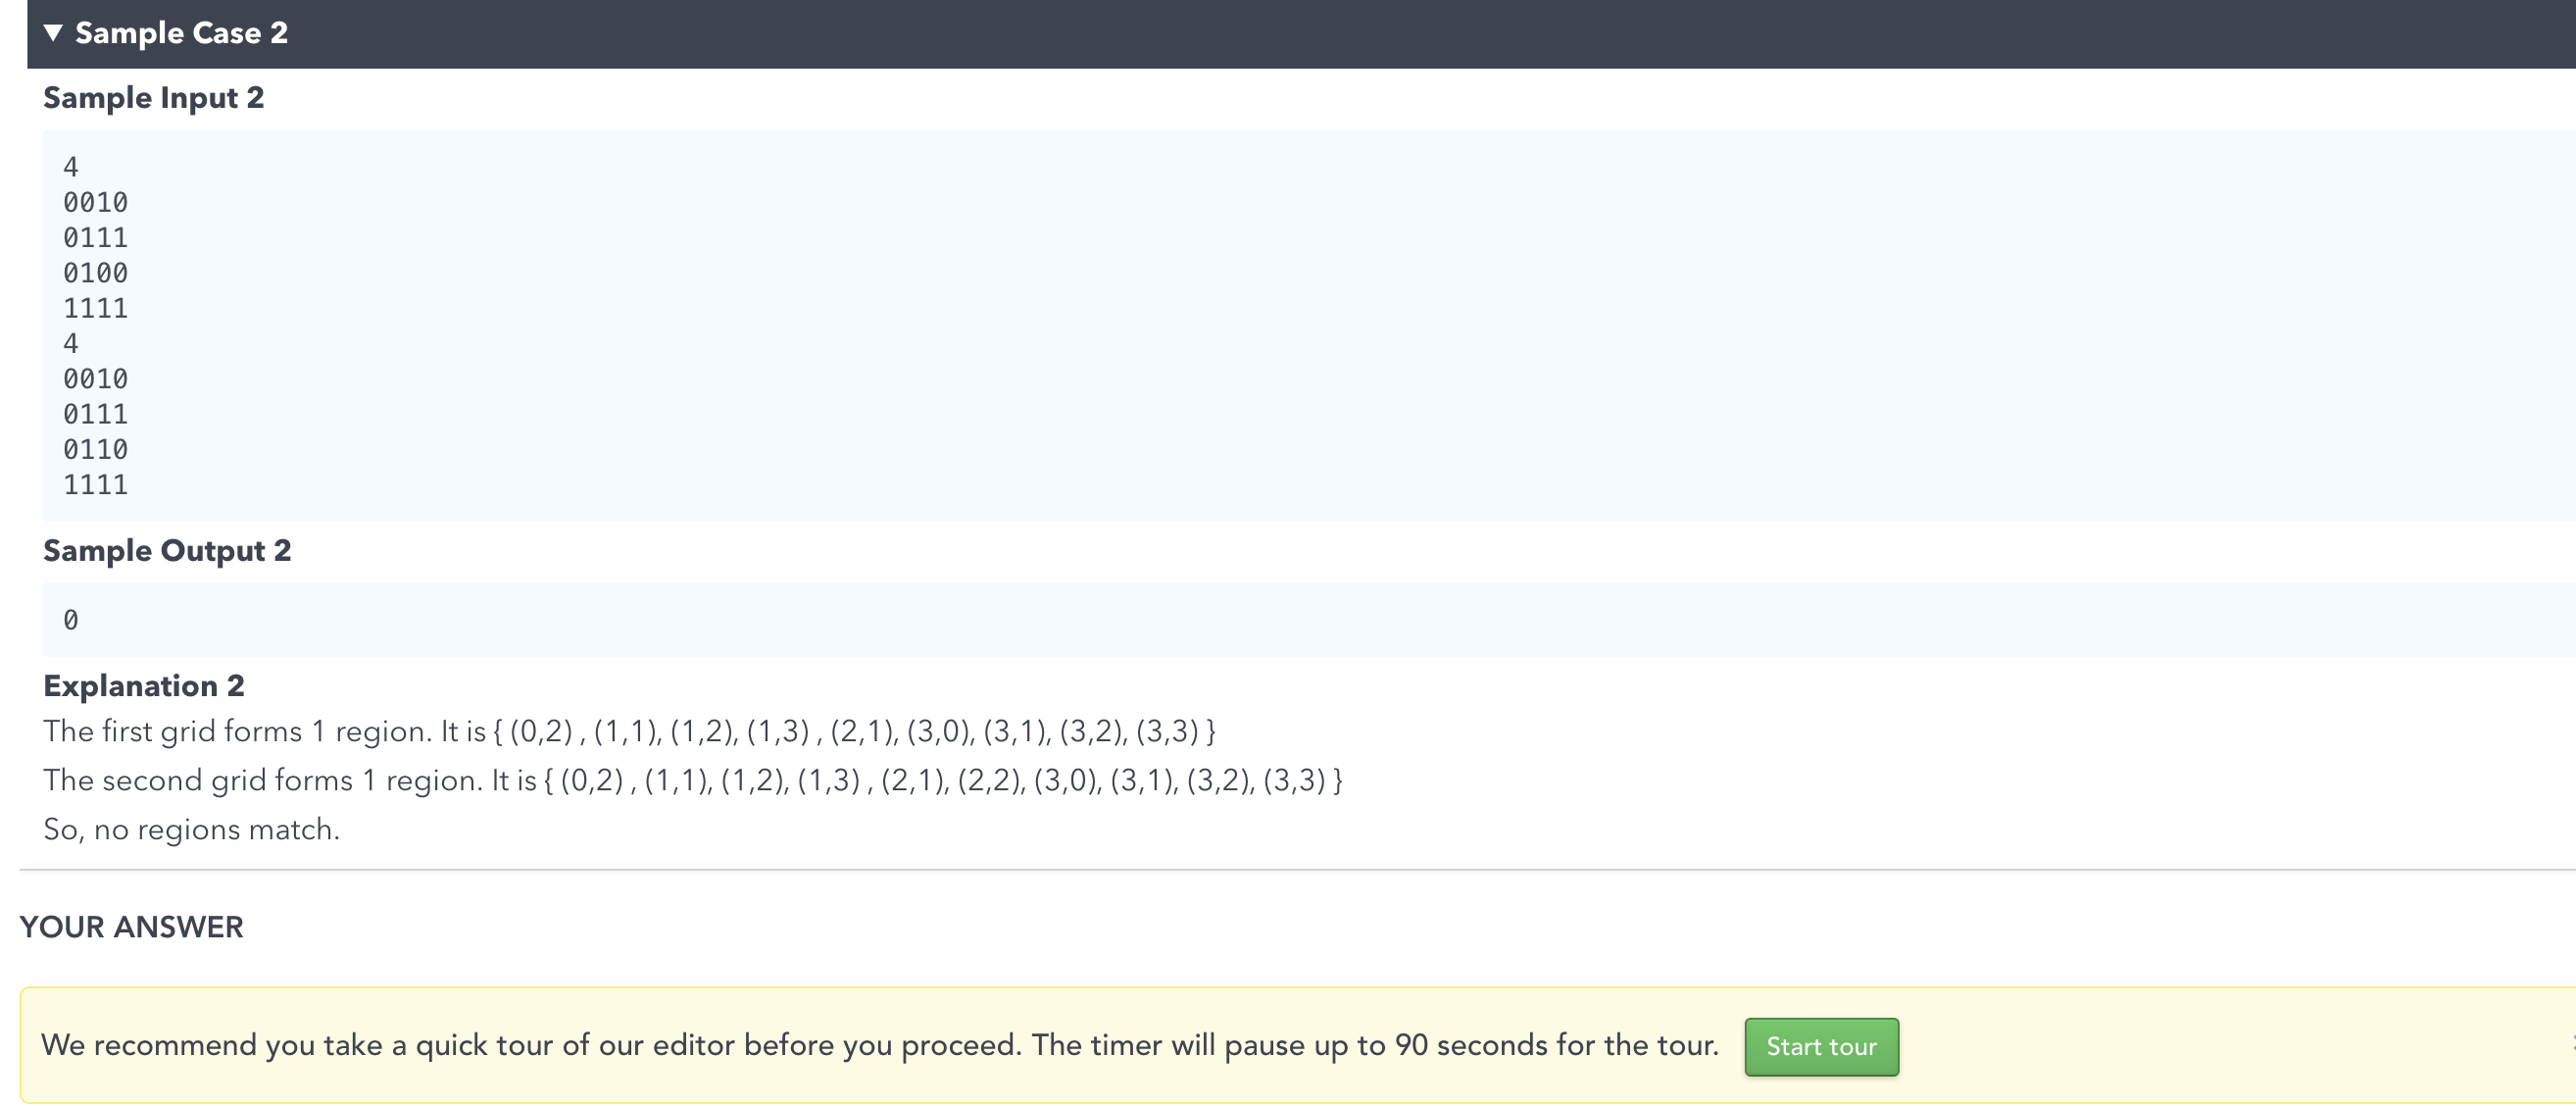 ▼ Sample Case 2
Sample Input 2
4
0010
0111
0100
1111
4
0010
0111
0110
1111
Sample Output 2
0
Explanation 2
The first grid forms 1 region. It is { (0,2) , (1,1), (1,2), (1,3) , (2,1), (3,0), (3,1), (3,2), (3,3) }
The second grid forms 1 region. It is { (0,2) , (1,1), (1,2), (1,3) , (2,1), (2,2), (3,0), (3,1), (3,2), (3,3) }
So, no regions match.
YOUR ANSWER
We recommend you take a quick tour of our editor before you proceed. The timer will pause up to 90 seconds for the tour. Start tour